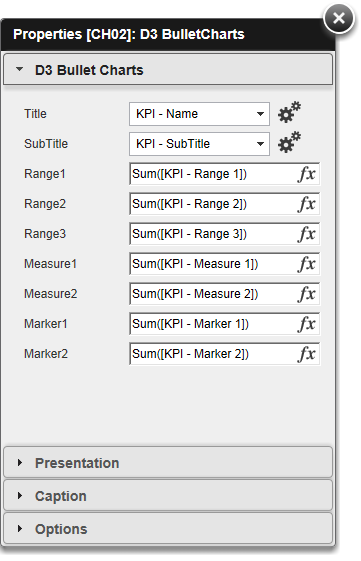 Properties [CH02]: D3 BulletCharts
D3 Bullet Charts
Title KPI - Name
SubTitle KPI - SubTitle
Range1 Sum([KPI - Range 1]) fx
Range2 Sum([KPI - Range 2]) fx
Range3 Sum([KPI - Range 3]) fx
Measure1 Sum([KPI - Measure 1]) fx
Measure2 Sum([KPI - Measure 2]) fx
Marker1 Sum([KPI - Marker 1]) fx
Marker2 Sum([KPI - Marker 2]) fx
Presentation
Caption
Options